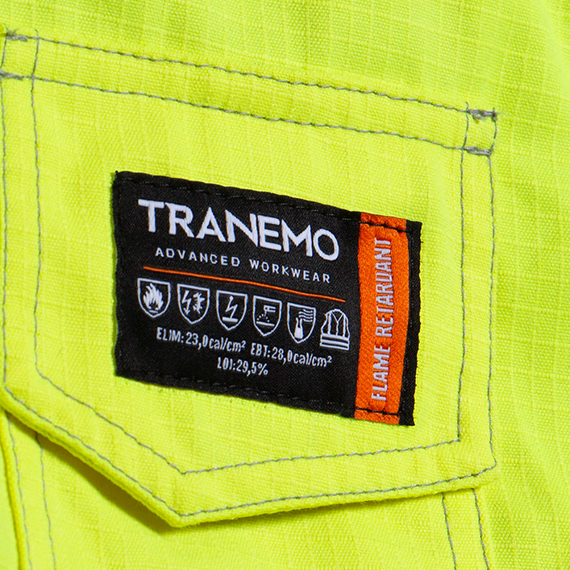 TRANEMO
ADVANCED WORKWEAR
ELIM:23,0cal/cm² EBT:28,0cal/cm²
LOI:29,5%
FLAME RETARDANT